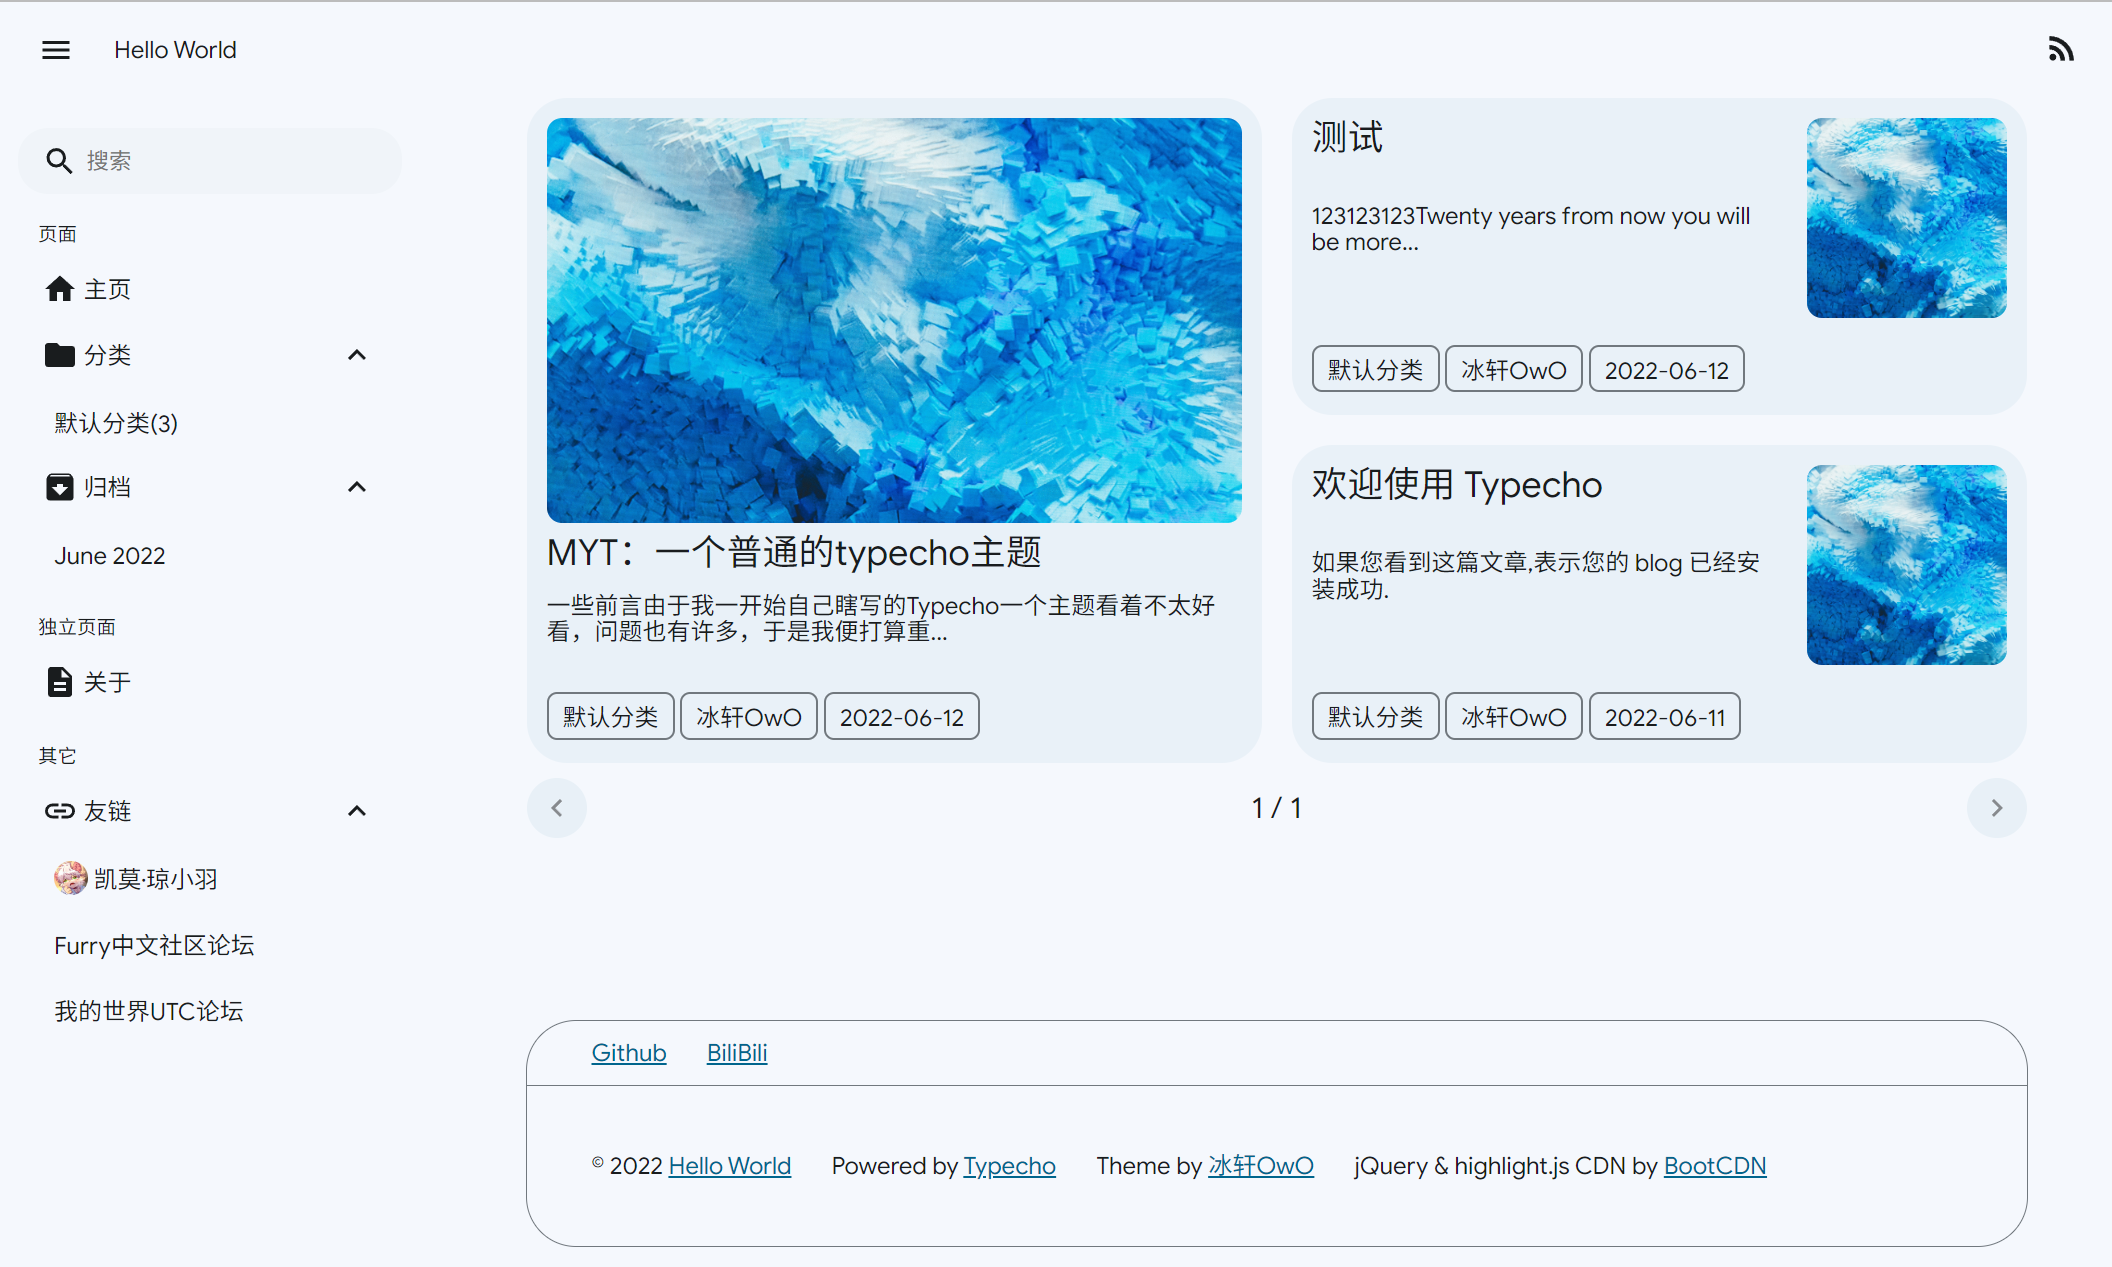 Hello World
搜索
页面
主页
分类
默认分类(3)
归档
June 2022
独立页面
关于
其它
友链
凯莫·琼小羽
Furry中文社区论坛
我的世界UTC论坛
MYT：一个普通的typecho主题
一些前言由于我一开始自己瞎写的Typecho一个主题看着不太好
看，问题也有许多，于是我便打算重...
默认分类 冰轩OwO 2022-06-12
测试
123123123Twenty years from now you will
be more...
默认分类 冰轩OwO 2022-06-12
欢迎使用 Typecho
如果您看到这篇文章,表示您的 blog 已经安
装成功.
默认分类 冰轩OwO 2022-06-11
1 / 1
Github BiliBili
© 2022 Hello World Powered by Typecho Theme by 冰轩OwO jQuery & highlight.js CDN by BootCDN